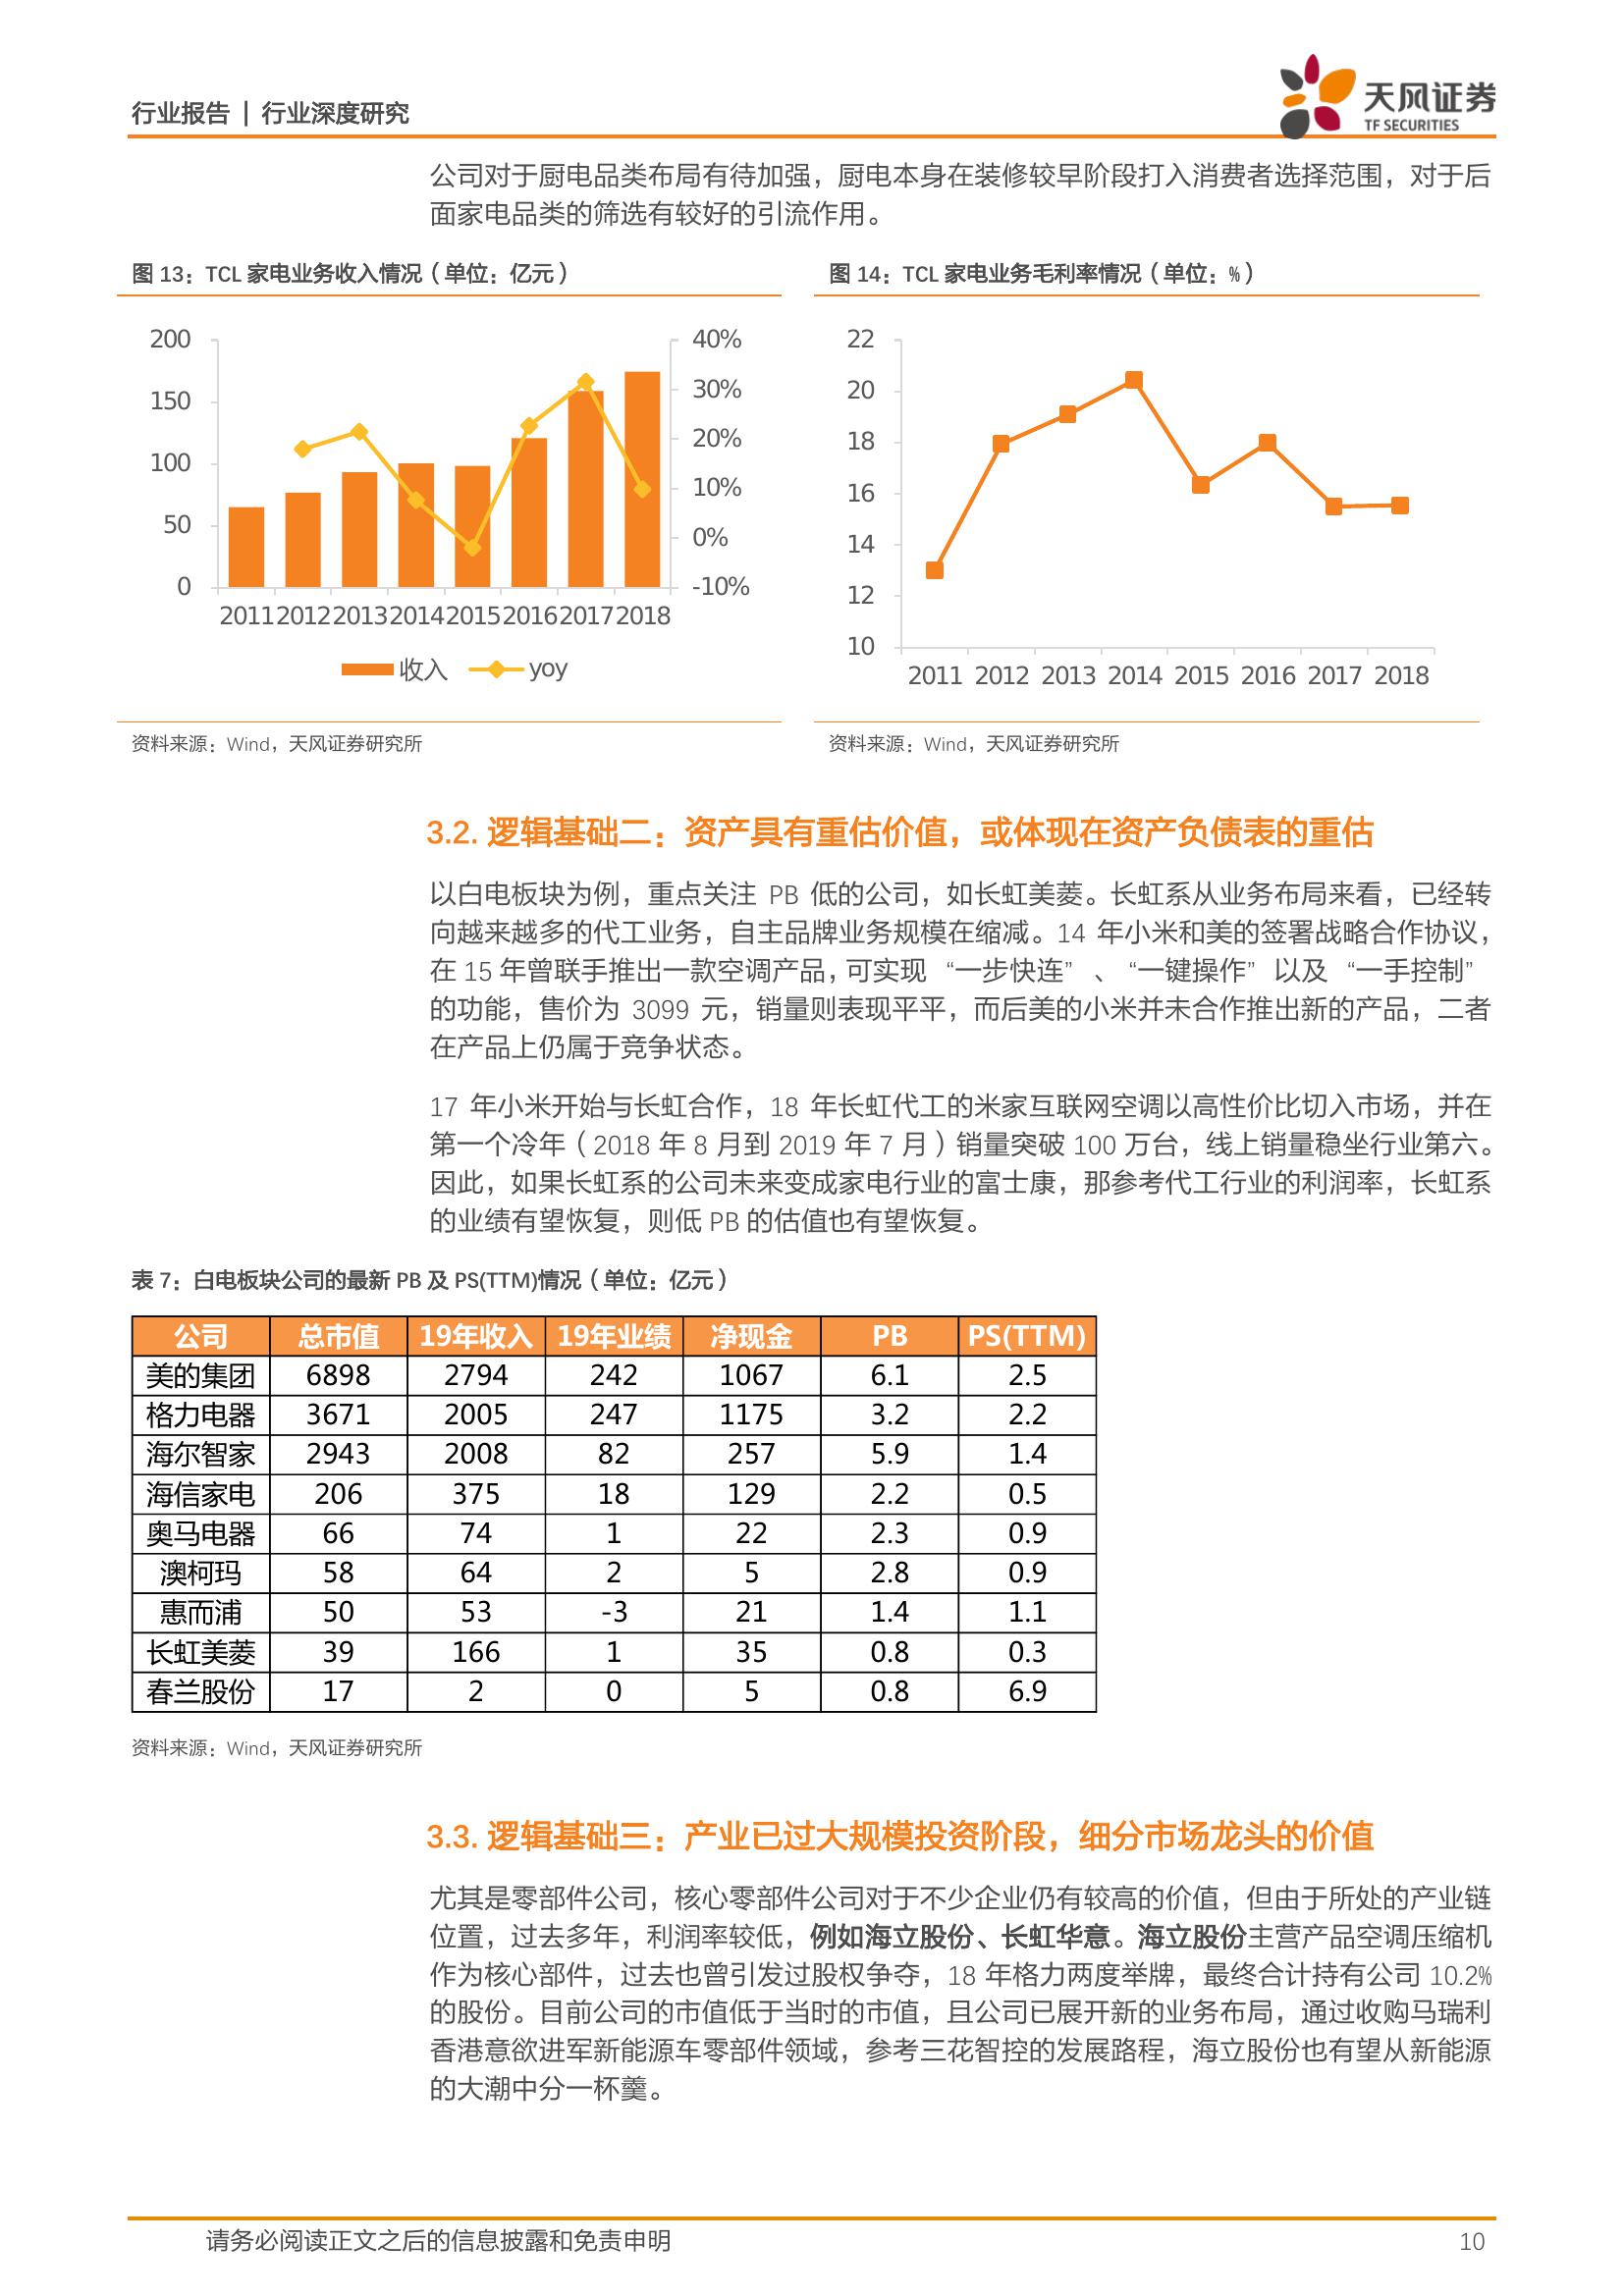 行业报告 | 行业深度研究
天风证券
TF SECURITIES
公司对于厨电品类布局有待加强，厨电本身在装修较早阶段打入消费者选择范围，对于后
面家电品类的筛选有较好的引流作用。
图 13：TCL 家电业务收入情况（单位：亿元）
200
150
100
50
0
40%
30%
20%
10%
0%
-10%
2011 2012 2013 2014 2015 2016 2017 2018
收入 yoy
资料来源：Wind，天风证券研究所
图 14：TCL 家电业务毛利率情况（单位：%）
22
20
18
16
14
12
10
2011 2012 2013 2014 2015 2016 2017 2018
资料来源：Wind，天风证券研究所
3.2. 逻辑基础二：资产具有重估价值，或体现在资产负债表的重估
以白电板块为例，重点关注 PB 低的公司，如长虹美菱。长虹系从业务布局来看，已经转
向越来越多的代工业务，自主品牌业务规模在缩减。14 年小米和美的签署战略合作协议，
在 15 年曾联手推出一款空调产品，可实现 “一步快连” 、 “一键操作” 以及 “一手控制”
的功能，售价为 3099 元，销量则表现平平，而后美的小米并未合作推出新的产品，二者
在产品上仍属于竞争状态。
17 年小米开始与长虹合作，18 年长虹代工的米家互联网空调以高性价比切入市场，并在
第一个冷年（2018 年 8 月到 2019 年 7 月）销量突破 100 万台，线上销量稳坐行业第六。
因此，如果长虹系的公司未来变成家电行业的富士康，那参考代工行业的利润率，长虹系
的业绩有望恢复，则低 PB 的估值也有望恢复。
表 7：白电板块公司的最新 PB 及 PS(TTM)情况（单位：亿元）
公司 总市值 19年收入 19年业绩 净现金 PB PS(TTM)
美的集团 6898 2794 242 1067 6.1 2.5
格力电器 3671 2005 247 1175 3.2 2.2
海尔智家 2943 2008 82 257 5.9 1.4
海信家电 206 375 18 129 2.2 0.5
奥马电器 66 74 1 22 2.3 0.9
澳柯玛 58 64 2 5 2.8 0.9
惠而浦 50 53 -3 21 1.4 1.1
长虹美菱 39 166 1 35 0.8 0.3
春兰股份 17 2 0 5 0.8 6.9
资料来源：Wind，天风证券研究所
3.3. 逻辑基础三：产业已过大规模投资阶段，细分市场龙头的价值
尤其是零部件公司，核心零部件公司对于不少企业仍有较高的价值，但由于所处的产业链
位置，过去多年，利润率较低，例如海立股份、长虹华意。海立股份主营产品空调压缩机
作为核心部件，过去也曾引发过股权争夺，18 年格力两度举牌，最终合计持有公司 10.2%
的股份。目前公司的市值低于当时的市值，且公司已展开新的业务布局，通过收购马瑞利
香港意欲进军新能源车零部件领域，参考三花智控的发展路程，海立股份也有望从新能源
的大潮中分一杯羹。
请务必阅读正文之后的信息披露和免责申明
10